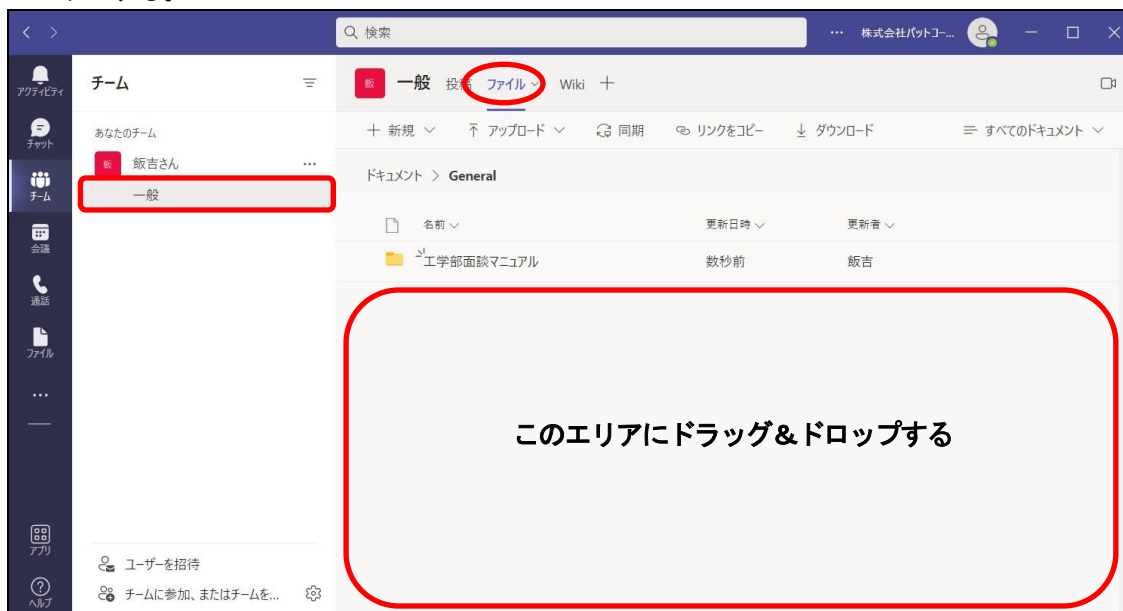 検索
… 株式会社パットコー…
アクティビティ
チャット
チーム
会議
通話
ファイル
…
アプリ
ヘルプ
チーム
あなたのチーム
飯 飯吉さん …
一般
ユーザーを招待
チームに参加、またはチームを…
飯 一般 投稿 ファイル Wiki
新規 アップロード 同期 リンクをコピー ダウンロード すべてのドキュメント
ドキュメント > General
名前 更新日時 更新者
工学部面談マニュアル 数秒前 飯吉
このエリアにドラッグ&ドロップする